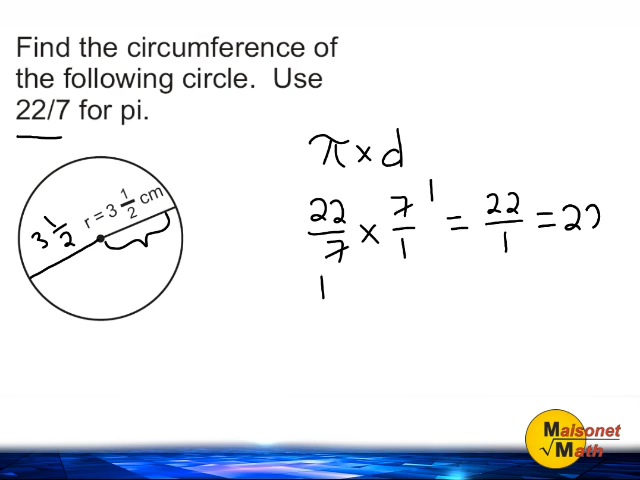 Find the circumference of
the following circle. Use
22/7 for pi.
π × d
3 1/2
r = 3 1/2 cm
22/7 × 7/1 = 22/1 = 22
1
1
Maisonet
√Math